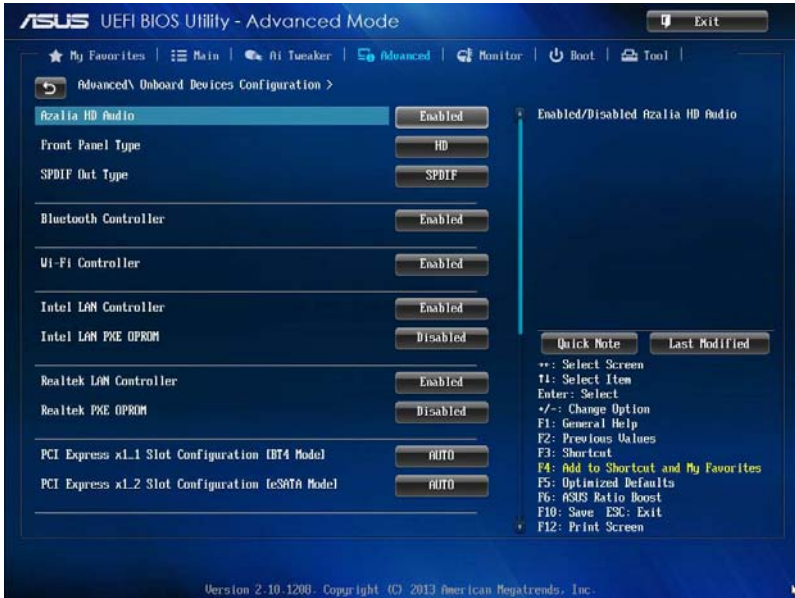 ASUS UEFI BIOS Utility - Advanced Mode
Exit
My Favorites | Main | Ai Tweaker | Advanced | Monitor | Boot | Tool |
Advanced\ Onboard Devices Configuration >
Azalia HD Audio Enabled
Front Panel Type HD
SPDIF Out Type SPDIF
Bluetooth Controller Enabled
Wi-Fi Controller Enabled
Intel LAN Controller Enabled
Intel LAN PXE OPROM Disabled
Realtek LAN Controller Enabled
Realtek PXE OPROM Disabled
PCI Express x1_1 Slot Configuration [BT4 Mode] AUTO
PCI Express x1_2 Slot Configuration [eSATA Mode] AUTO
Enabled/Disabled Azalia HD Audio
Quick Note Last Modified
→←: Select Screen
↑↓: Select Item
Enter: Select
+/-: Change Option
F1: General Help
F2: Previous Values
F3: Shortcut
F4: Add to Shortcut and My Favorites
F5: Optimized Defaults
F6: ASUS Ratio Boost
F10: Save ESC: Exit
F12: Print Screen
Version 2.10.1208. Copyright (C) 2013 American Megatrends, Inc.